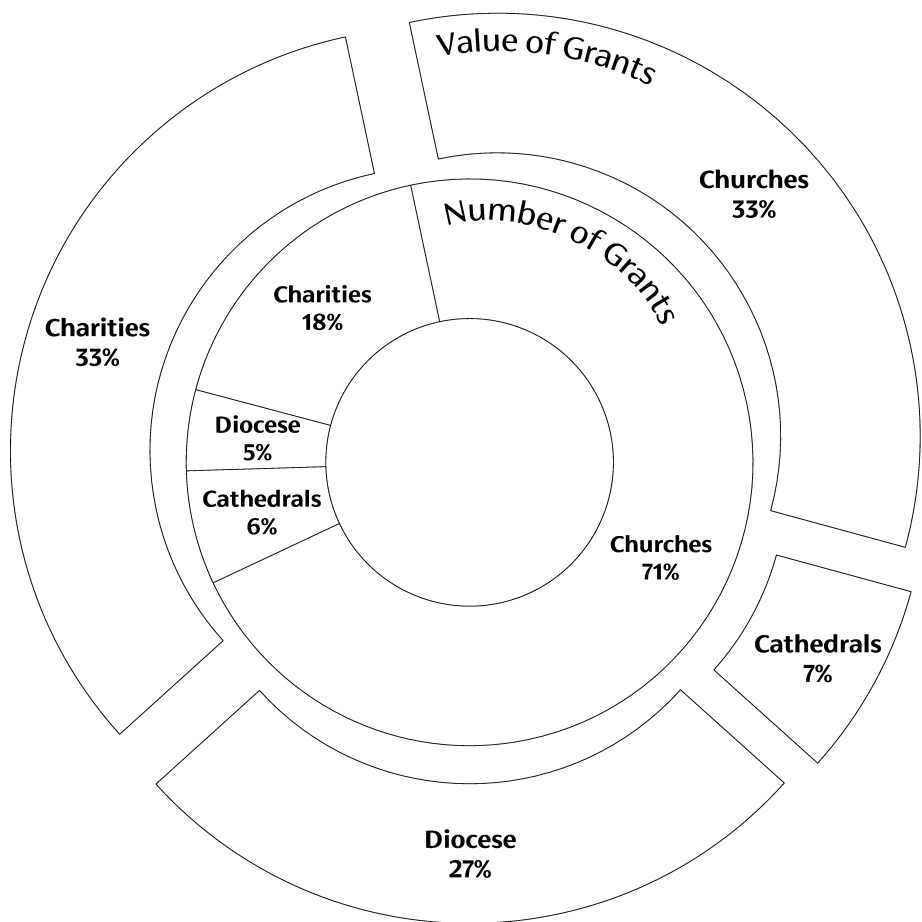 Value of Grants
Churches
33%
Number of Grants
Charities
18%
Charities
33%
Diocese
5%
Cathedrals
6%
Churches
71%
Cathedrals
7%
Diocese
27%